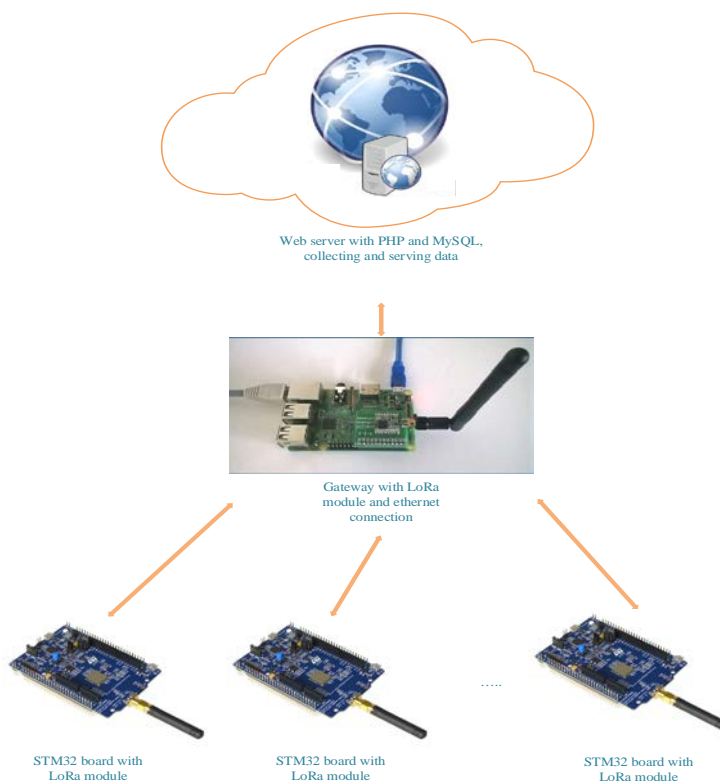 Web server with PHP and MySQL,
collecting and serving data
Gateway with LoRa
module and ethernet
connection
.....
STM32 board with
LoRa module
STM32 board with
LoRa module
STM32 board with
LoRa module